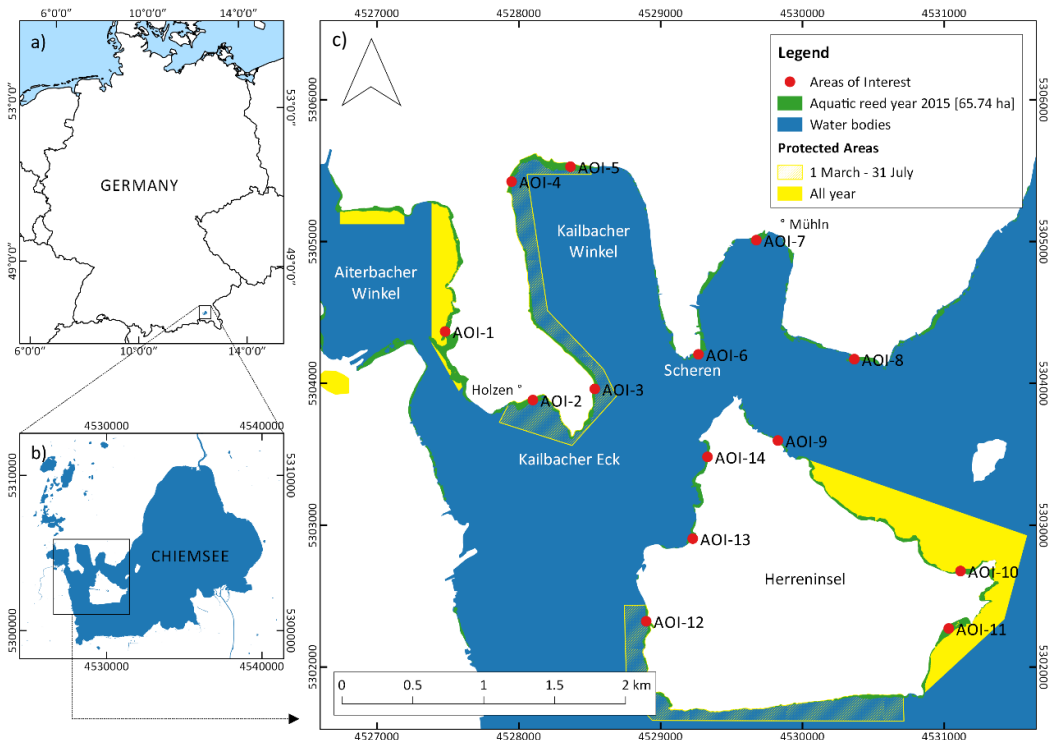 a)
6°0'0"
14°0'0"
53°0'0"
53°0'0"
GERMANY
49°0'0"
49°0'0"
6°0'0"
10°0'0"
14°0'0"
b)
4530000
4540000
5310000
5310000
CHIEMSEE
5300000
5300000
4530000
4540000
c)
4527000
4528000
4529000
4530000
4531000
5306000
5306000
Legend
Areas of Interest
Aquatic reed year 2015 [65.74 ha]
Water bodies
Protected Areas
1 March - 31 July
All year
AOI-5
AOI-4
Kailbacher
Winkel
° Mühln
AOI-7
5305000
5305000
Aiterbacher
Winkel
AOI-1
AOI-6
Scheren
AOI-8
5304000
5304000
Holzen °
AOI-2
AOI-3
Kailbacher Eck
AOI-9
AOI-14
5303000
5303000
AOI-13
Herreninsel
AOI-10
AOI-12
AOI-11
5302000
5302000
0
0.5
1
2 km
4527000
4528000
4529000
4530000
4531000